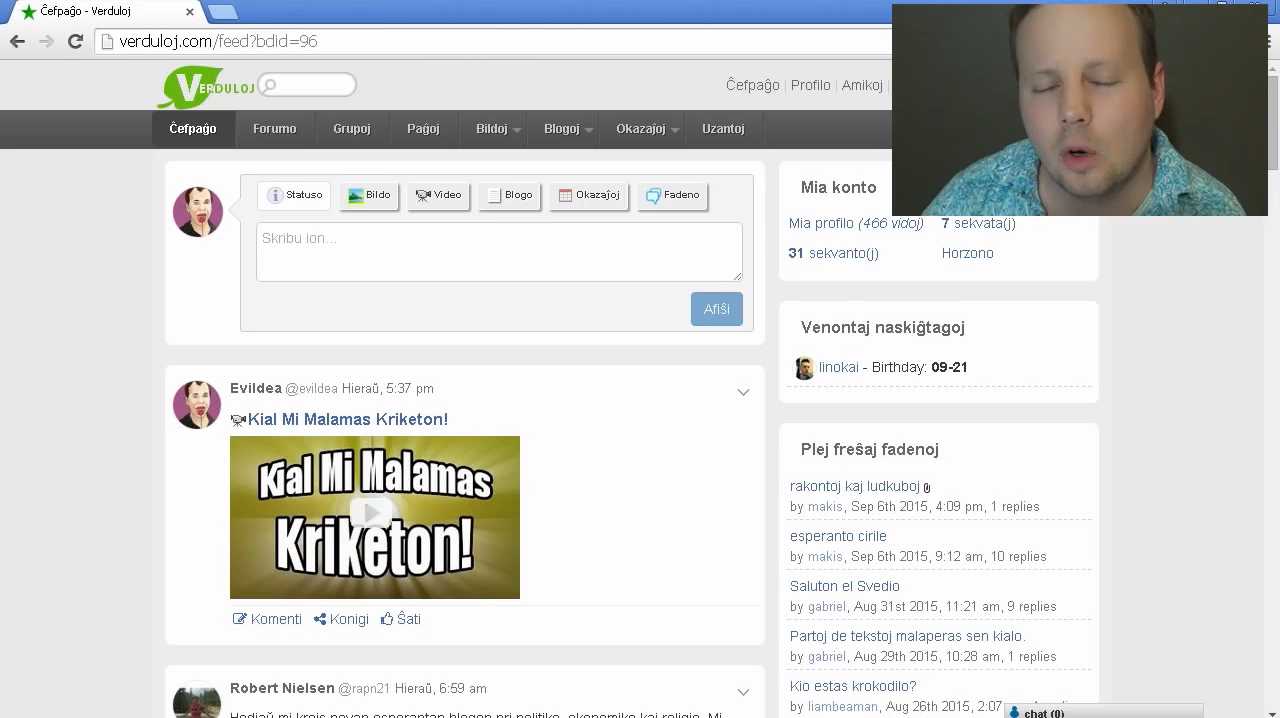 Ĉefpaĝo - Verduloj
verduloj.com/feed?bdid=96
VERDULOJ
Ĉefpaĝo | Profilo | Amikoj |
Ĉefpaĝo Forumo Grupoj Paĝoj Bildoj Blogoj Okazaĵoj Uzantoj
Statuso Bildo Video Blogo Okazaĵoj Fadeno
Skribu ion...
Afiŝi
Evildea @evildea Hieraŭ, 5:37 pm
Kial Mi Malamas Kriketon!
Kial Mi Malamas
Kriketon!
Komenti Konigi Ŝati
Robert Nielsen @rapn21 Hieraŭ, 6:59 am
Mia konto
Mia profilo (466 vidoj) 7 sekvata(j)
31 sekvanto(j) Horzono
Venontaj naskiĝtagoj
linokai - Birthday: 09-21
Plej freŝaj fadenoj
rakontoj kaj ludkuboj
by makis, Sep 6th 2015, 4:09 pm, 1 replies
esperanto cirile
by makis, Sep 6th 2015, 9:12 am, 10 replies
Saluton el Svedio
by gabriel, Aug 31st 2015, 11:21 am, 9 replies
Partoj de tekstoj malaperas sen kialo.
by gabriel, Aug 29th 2015, 10:28 am, 1 replies
Kio estas krokodilo?
by liambeaman, Aug 26th 2015, 2:07
chat (0)